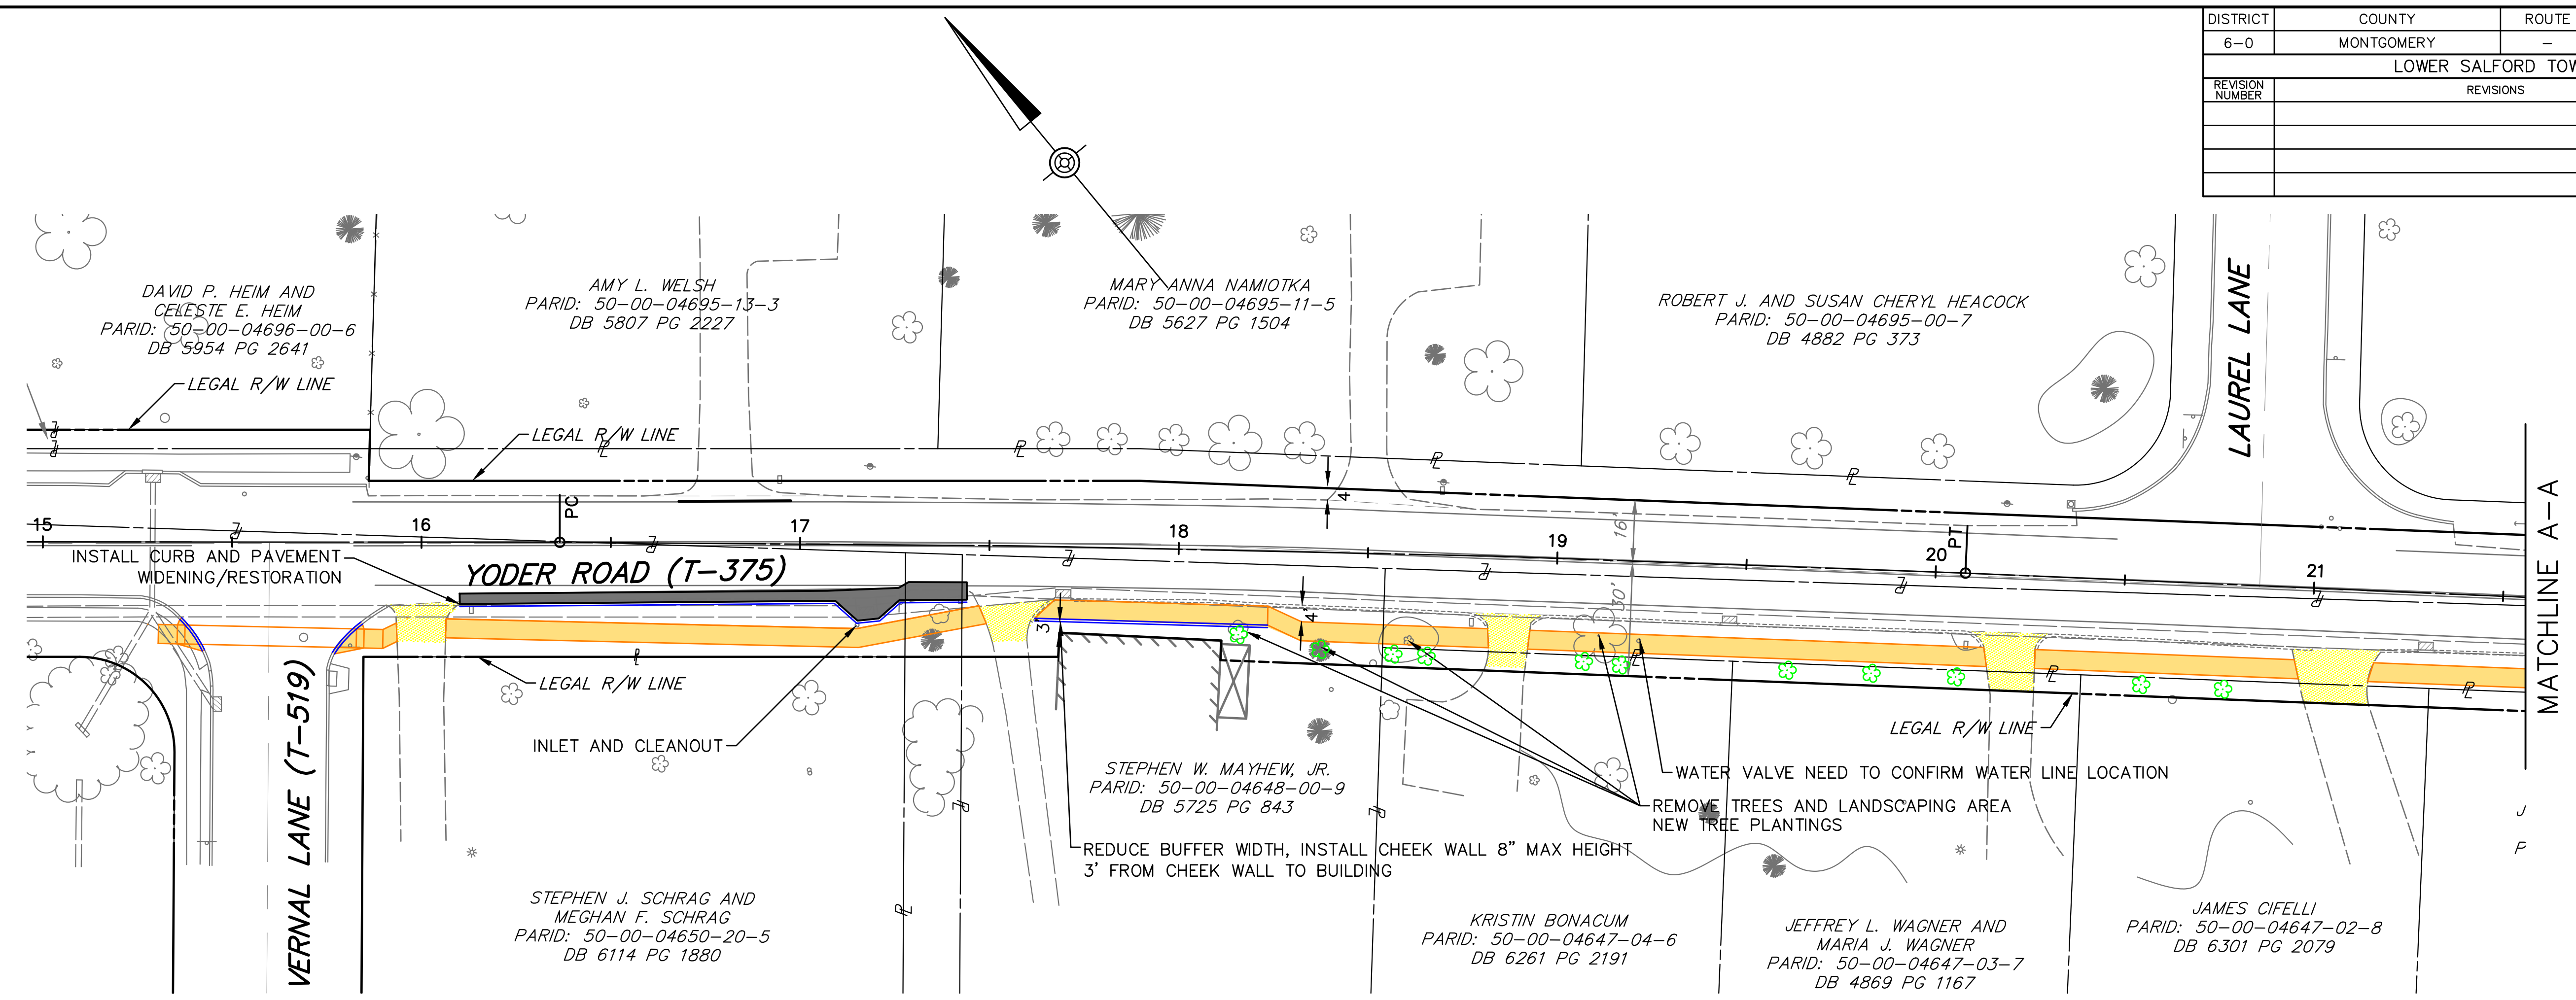 DISTRICT COUNTY ROUTE
6-0 MONTGOMERY -
LOWER SALFORD TOW
REVISION NUMBER REVISIONS
DAVID P. HEIM AND
CELESTE E. HEIM
PARID: 50-00-04696-00-6
DB 5954 PG 2641
AMY L. WELSH
PARID: 50-00-04695-13-3
DB 5807 PG 2227
MARY ANNA NAMIOTKA
PARID: 50-00-04695-11-5
DB 5627 PG 1504
ROBERT J. AND SUSAN CHERYL HEACOCK
PARID: 50-00-04695-00-7
DB 4882 PG 373
LAUREL LANE
LEGAL R/W LINE
LEGAL R/W LINE
MATCHLINE A-A
4
16'
30'
15 16 17 18 19 20 21
PC
PT
INSTALL CURB AND PAVEMENT
WIDENING/RESTORATION
YODER ROAD (T-375)
3'
4'
LEGAL R/W LINE
LEGAL R/W LINE
VERNAL LANE (T-519)
INLET AND CLEANOUT
STEPHEN W. MAYHEW, JR.
PARID: 50-00-04648-00-9
DB 5725 PG 843
WATER VALVE NEED TO CONFIRM WATER LINE LOCATION
REMOVE TREES AND LANDSCAPING AREA
NEW TREE PLANTINGS
REDUCE BUFFER WIDTH, INSTALL CHEEK WALL 8" MAX HEIGHT
3' FROM CHEEK WALL TO BUILDING
STEPHEN J. SCHRAG AND
MEGHAN F. SCHRAG
PARID: 50-00-04650-20-5
DB 6114 PG 1880
KRISTIN BONACUM
PARID: 50-00-04647-04-6
DB 6261 PG 2191
JEFFREY L. WAGNER AND
MARIA J. WAGNER
PARID: 50-00-04647-03-7
DB 4869 PG 1167
JAMES CIFELLI
PARID: 50-00-04647-02-8
DB 6301 PG 2079
J
P